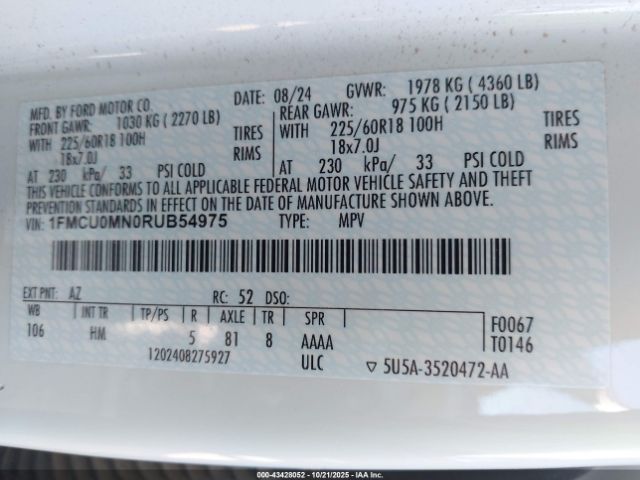 MFD. BY FORD MOTOR CO.
DATE: 08/24 GVWR: 1978 KG ( 4360 LB)
FRONT GAWR: 1030 KG ( 2270 LB)
REAR GAWR: 975 KG ( 2150 LB)
WITH 225/60R18 100H TIRES
WITH 225/60R18 100H TIRES
18x7.0J RIMS
18x7.0J RIMS
AT 230 kPa/ 33 PSI COLD
AT 230 kPa/ 33 PSI COLD
THIS VEHICLE CONFORMS TO ALL APPLICABLE FEDERAL MOTOR VEHICLE SAFETY AND THEFT
PREVENTION STANDARDS IN EFFECT ON THE DATE OF MANUFACTURE SHOWN ABOVE.
VIN: 1FMCU0MN0RUB54975 TYPE: MPV
EXT PNT: AZ RC: 52 DSO:
WB INT TR TP/PS R AXLE TR SPR
106 HM 5 81 8 AAAA
F0067
T0146
1202408275927 ULC ▽ 5U5A-3520472-AA
000-43428052 - 10/21/2025 - IAA Inc.